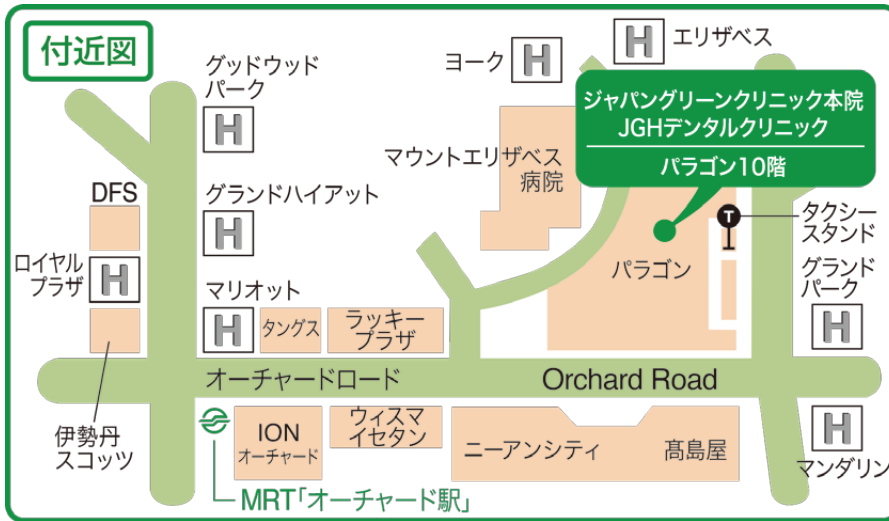 付近図
グッドウッド
パーク
H
ヨーク
H
H
エリザベス
ジャパングリーンクリニック本院
JGHデンタルクリニック
パラゴン10階
マウントエリザベス
病院
DFS
グランドハイアット
H
T
タクシー
スタンド
ロイヤル
プラザ
H
パラゴン
グランド
パーク
H
マリオット
H
タングス
ラッキー
プラザ
オーチャードロード
Orchard Road
伊勢丹
スコッツ
ION
オーチャード
ウィスマ
イセタン
ニーアンシティ
髙島屋
H
マンダリン
MRT「オーチャード駅」